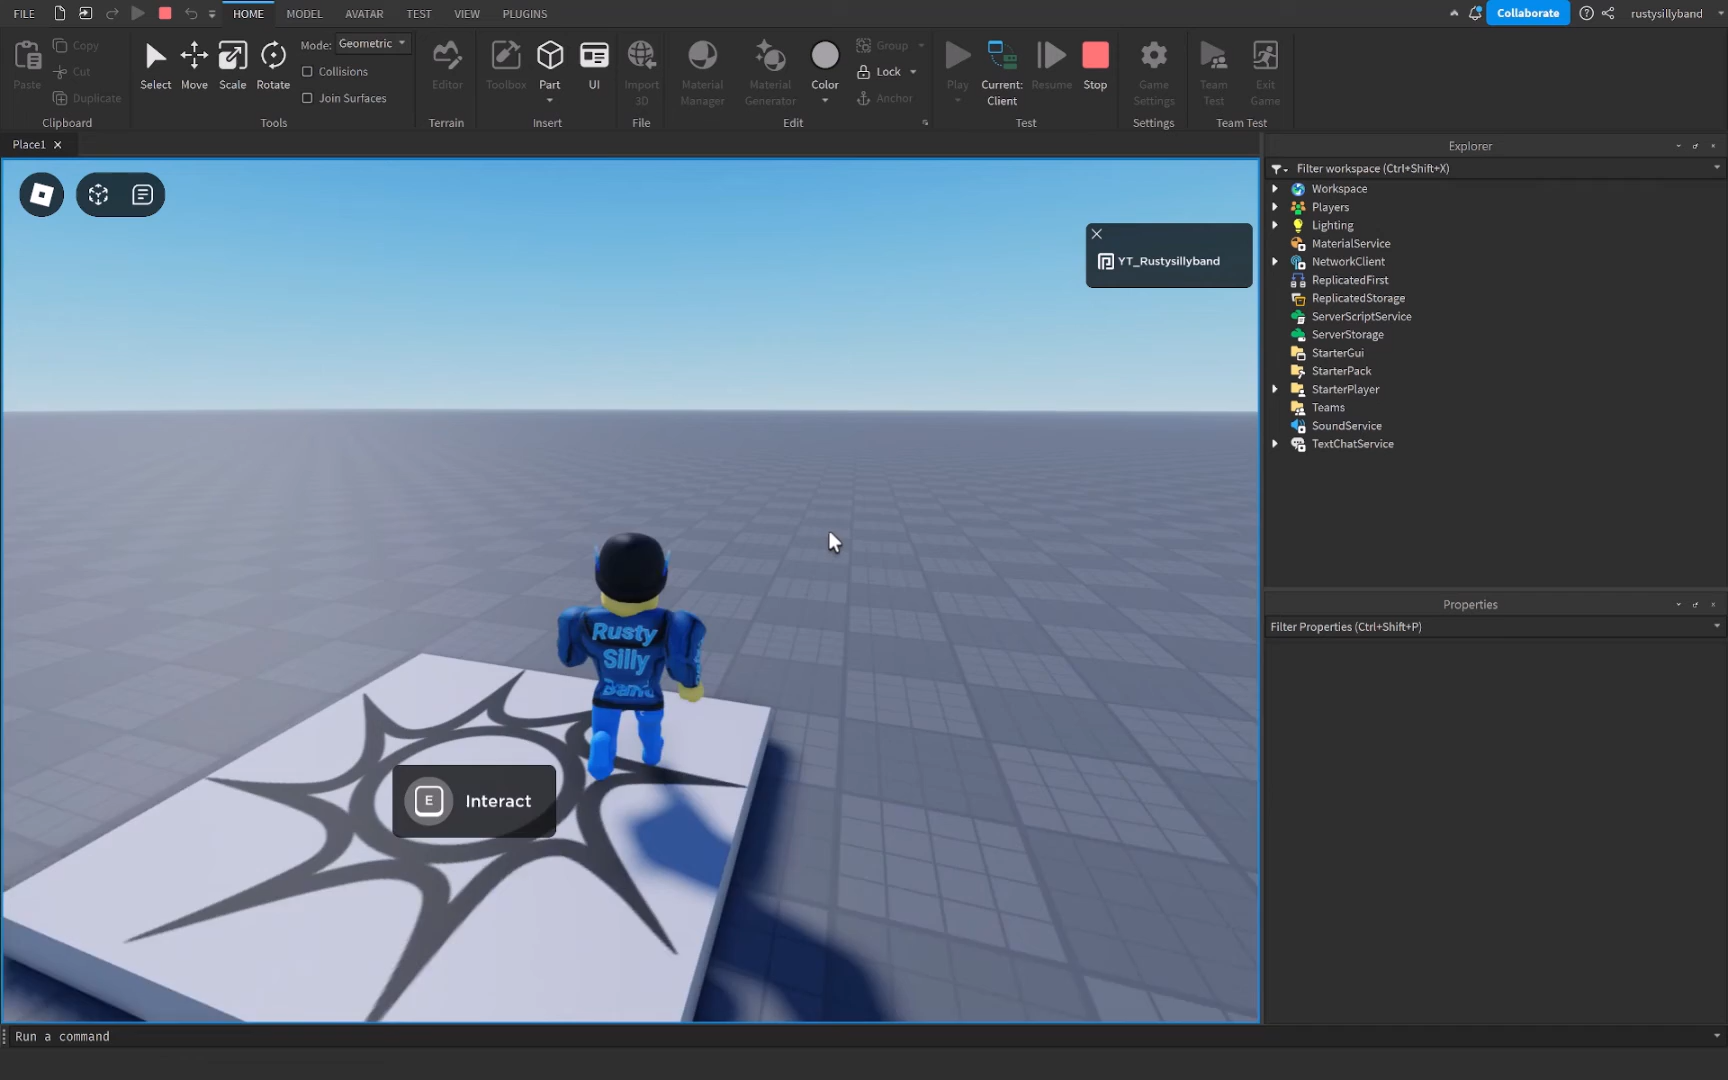 FILE HOME MODEL AVATAR TEST VIEW PLUGINS Collaborate rustysillyband
Paste Copy Cut Duplicate Clipboard
Select Move Scale Rotate Mode: Geometric Collisions Join Surfaces Tools
Editor Terrain
Toolbox Part UI Insert
Import 3D File
Material Manager Material Generator Color Group Lock Anchor Edit
Play Current: Client Resume Stop Test
Game Settings Settings
Team Test Exit Game Team Test
Place1
YT_Rustysillyband
Rusty
Silly
Band
E Interact
Explorer
Filter workspace (Ctrl+Shift+X)
Workspace
Players
Lighting
MaterialService
NetworkClient
ReplicatedFirst
ReplicatedStorage
ServerScriptService
ServerStorage
StarterGui
StarterPack
StarterPlayer
Teams
SoundService
TextChatService
Properties
Filter Properties (Ctrl+Shift+P)
Run a command